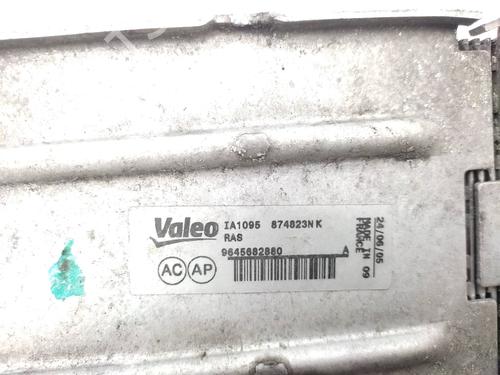 Valeo
IA1095 874823NK
RAS
9645682880 A
AC AP
24/06/05
MADE IN 09
FRANCE